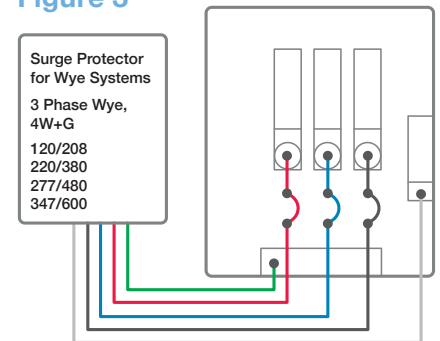 Figure 3
Surge Protector
for Wye Systems
3 Phase Wye,
4W+G
120/208
220/380
277/480
347/600